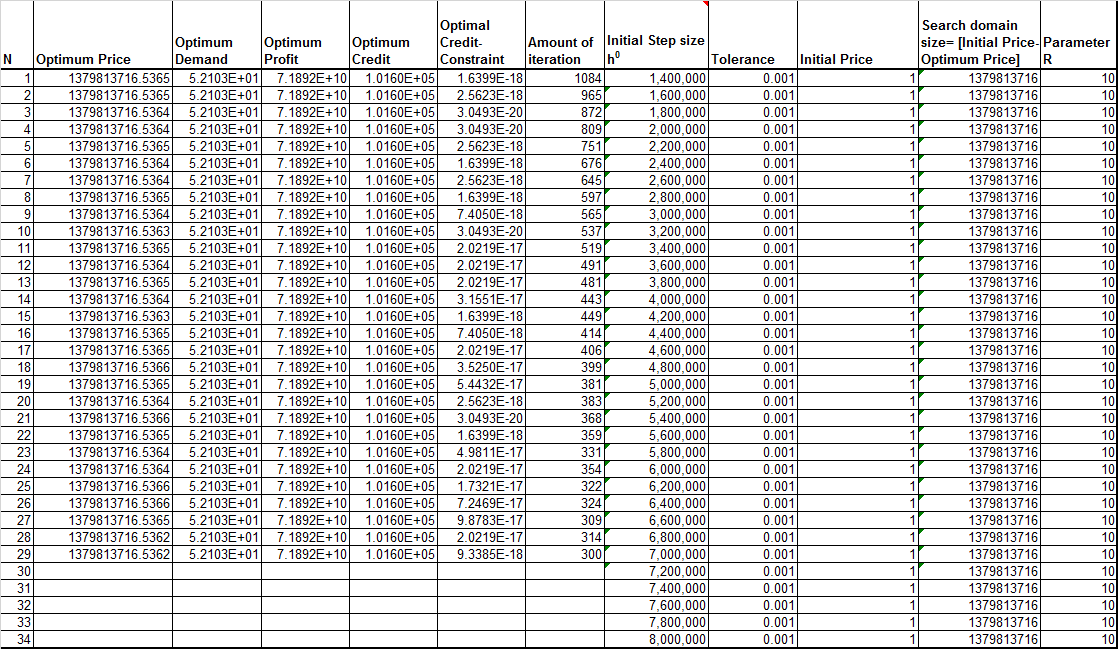 N Optimum Price Optimum Demand Optimum Profit Optimum Credit Optimal Credit-Constraint Amount of iteration Initial Step size h⁰ Tolerance Initial Price Search domain size= [Initial Price-Optimum Price] Parameter R
1 1379813716.5365 5.2103E+01 7.1892E+10 1.0160E+05 1.6399E-18 1084 1,400,000 0.001 1 1379813716 10
2 1379813716.5365 5.2103E+01 7.1892E+10 1.0160E+05 2.5623E-18 965 1,600,000 0.001 1 1379813716 10
3 1379813716.5364 5.2103E+01 7.1892E+10 1.0160E+05 3.0493E-20 872 1,800,000 0.001 1 1379813716 10
4 1379813716.5364 5.2103E+01 7.1892E+10 1.0160E+05 3.0493E-20 809 2,000,000 0.001 1 1379813716 10
5 1379813716.5365 5.2103E+01 7.1892E+10 1.0160E+05 2.5623E-18 751 2,200,000 0.001 1 1379813716 10
6 1379813716.5364 5.2103E+01 7.1892E+10 1.0160E+05 1.6399E-18 676 2,400,000 0.001 1 1379813716 10
7 1379813716.5364 5.2103E+01 7.1892E+10 1.0160E+05 2.5623E-18 645 2,600,000 0.001 1 1379813716 10
8 1379813716.5365 5.2103E+01 7.1892E+10 1.0160E+05 1.6399E-18 597 2,800,000 0.001 1 1379813716 10
9 1379813716.5364 5.2103E+01 7.1892E+10 1.0160E+05 7.4050E-18 565 3,000,000 0.001 1 1379813716 10
10 1379813716.5363 5.2103E+01 7.1892E+10 1.0160E+05 3.0493E-20 537 3,200,000 0.001 1 1379813716 10
11 1379813716.5365 5.2103E+01 7.1892E+10 1.0160E+05 2.0219E-17 519 3,400,000 0.001 1 1379813716 10
12 1379813716.5364 5.2103E+01 7.1892E+10 1.0160E+05 2.0219E-17 491 3,600,000 0.001 1 1379813716 10
13 1379813716.5365 5.2103E+01 7.1892E+10 1.0160E+05 2.0219E-17 481 3,800,000 0.001 1 1379813716 10
14 1379813716.5364 5.2103E+01 7.1892E+10 1.0160E+05 3.1551E-17 443 4,000,000 0.001 1 1379813716 10
15 1379813716.5363 5.2103E+01 7.1892E+10 1.0160E+05 1.6399E-18 449 4,200,000 0.001 1 1379813716 10
16 1379813716.5365 5.2103E+01 7.1892E+10 1.0160E+05 7.4050E-18 414 4,400,000 0.001 1 1379813716 10
17 1379813716.5365 5.2103E+01 7.1892E+10 1.0160E+05 2.0219E-17 406 4,600,000 0.001 1 1379813716 10
18 1379813716.5366 5.2103E+01 7.1892E+10 1.0160E+05 3.5250E-17 399 4,800,000 0.001 1 1379813716 10
19 1379813716.5365 5.2103E+01 7.1892E+10 1.0160E+05 5.4432E-17 381 5,000,000 0.001 1 1379813716 10
20 1379813716.5364 5.2103E+01 7.1892E+10 1.0160E+05 2.5623E-18 383 5,200,000 0.001 1 1379813716 10
21 1379813716.5366 5.2103E+01 7.1892E+10 1.0160E+05 3.0493E-20 368 5,400,000 0.001 1 1379813716 10
22 1379813716.5365 5.2103E+01 7.1892E+10 1.0160E+05 1.6399E-18 359 5,600,000 0.001 1 1379813716 10
23 1379813716.5364 5.2103E+01 7.1892E+10 1.0160E+05 4.9811E-17 331 5,800,000 0.001 1 1379813716 10
24 1379813716.5364 5.2103E+01 7.1892E+10 1.0160E+05 2.0219E-17 354 6,000,000 0.001 1 1379813716 10
25 1379813716.5366 5.2103E+01 7.1892E+10 1.0160E+05 1.7321E-17 322 6,200,000 0.001 1 1379813716 10
26 1379813716.5366 5.2103E+01 7.1892E+10 1.0160E+05 7.2469E-17 324 6,400,000 0.001 1 1379813716 10
27 1379813716.5365 5.2103E+01 7.1892E+10 1.0160E+05 9.8783E-17 309 6,600,000 0.001 1 1379813716 10
28 1379813716.5362 5.2103E+01 7.1892E+10 1.0160E+05 2.0219E-17 314 6,800,000 0.001 1 1379813716 10
29 1379813716.5362 5.2103E+01 7.1892E+10 1.0160E+05 9.3385E-18 300 7,000,000 0.001 1 1379813716 10
30 7,200,000 0.001 1 1379813716 10
31 7,400,000 0.001 1 1379813716 10
32 7,600,000 0.001 1 1379813716 10
33 7,800,000 0.001 1 1379813716 10
34 8,000,000 0.001 1 1379813716 10